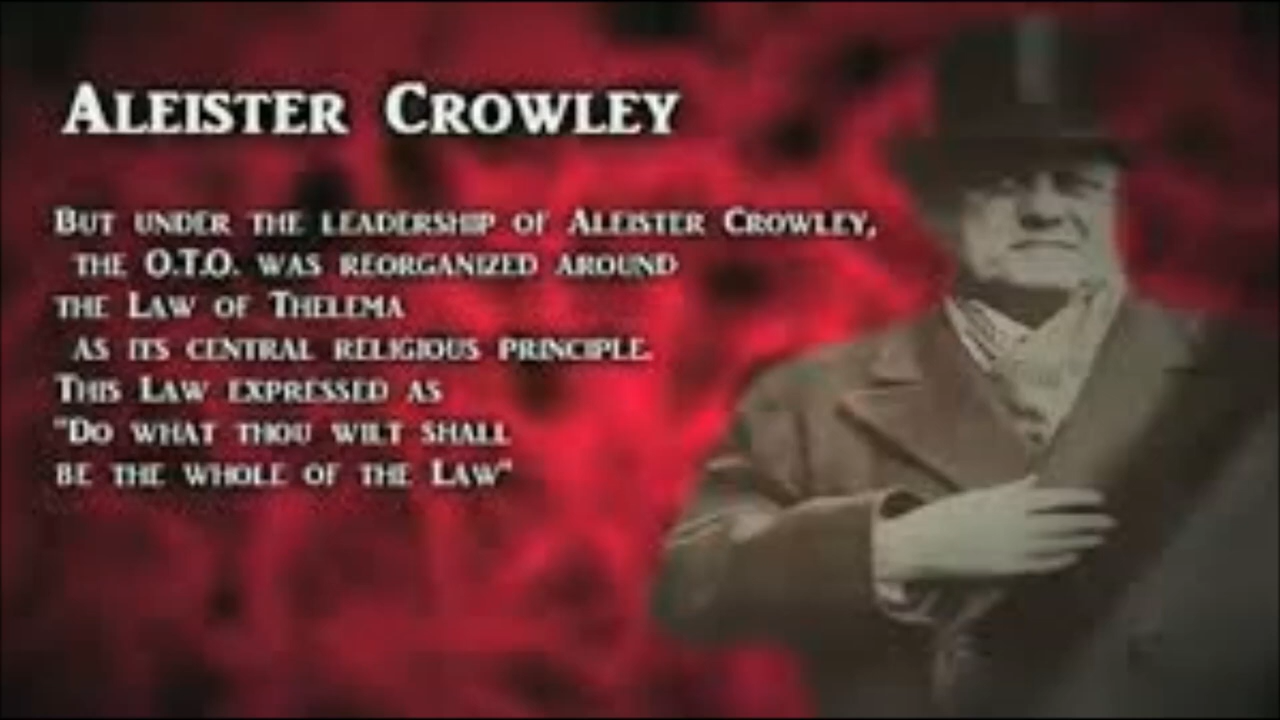 Aleister Crowley
But under the leadership of Aleister Crowley,
the O.T.O. was reorganized around
the Law of Thelema
as its central religious principle.
This Law expressed as
"Do what thou wilt shall
be the whole of the Law"